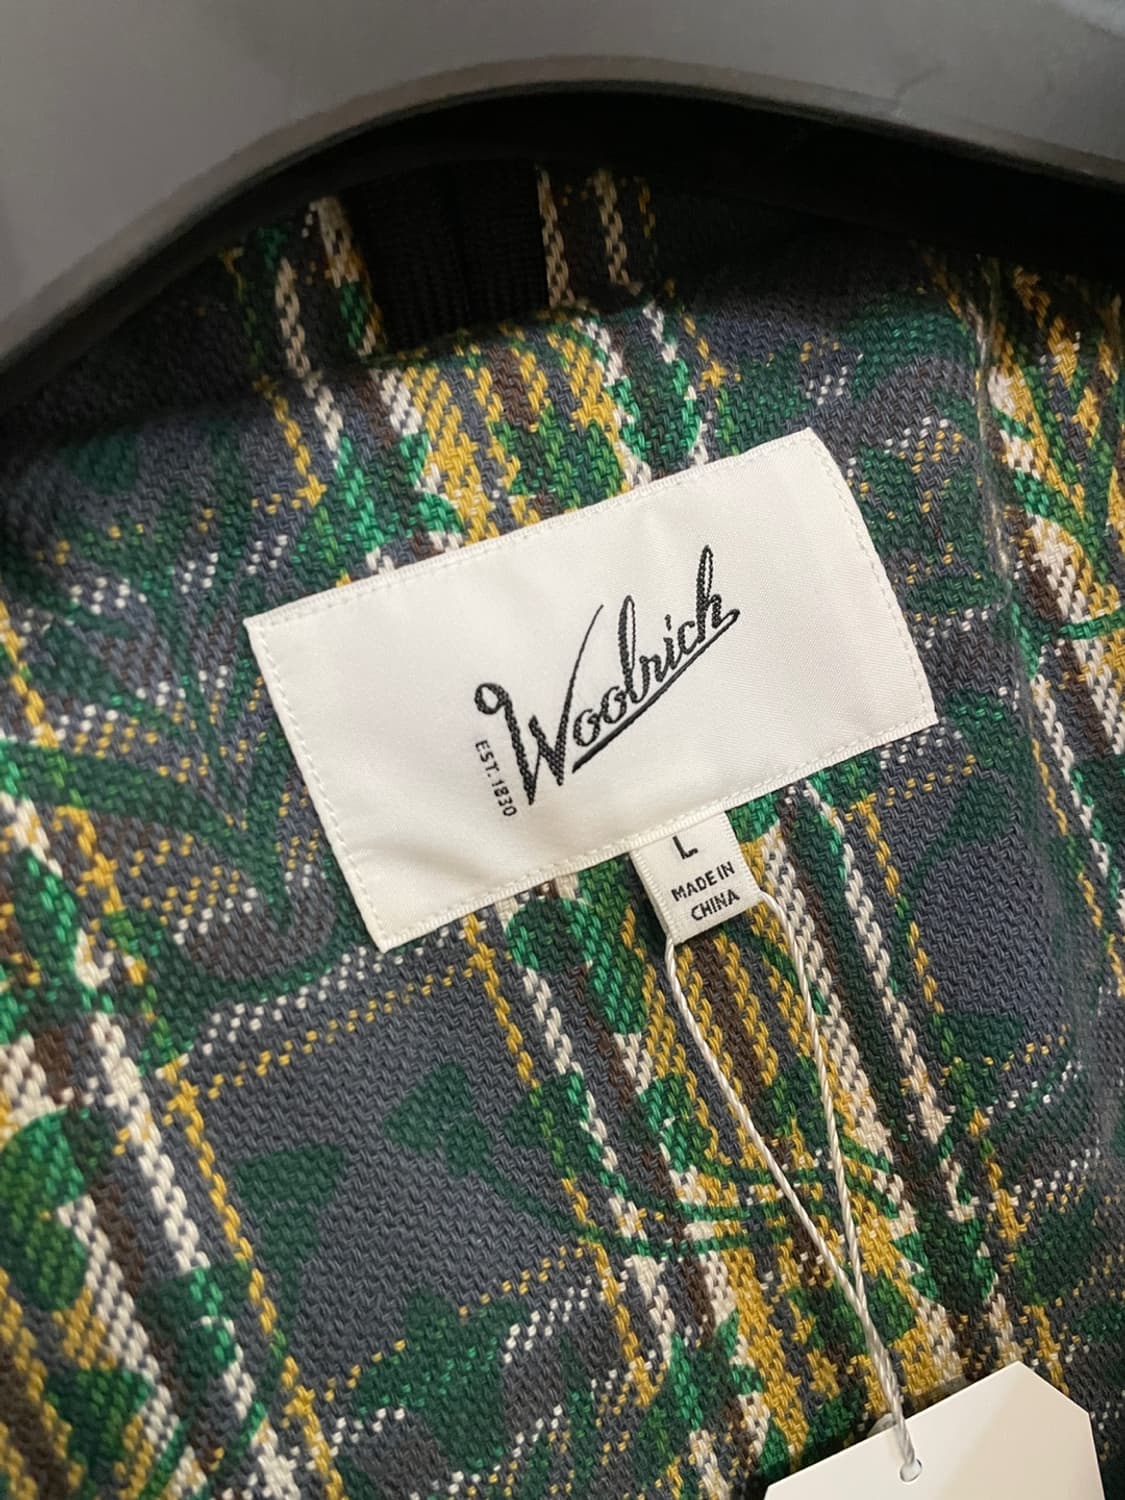 Woolrich
EST. 1830
L
MADE IN
CHINA